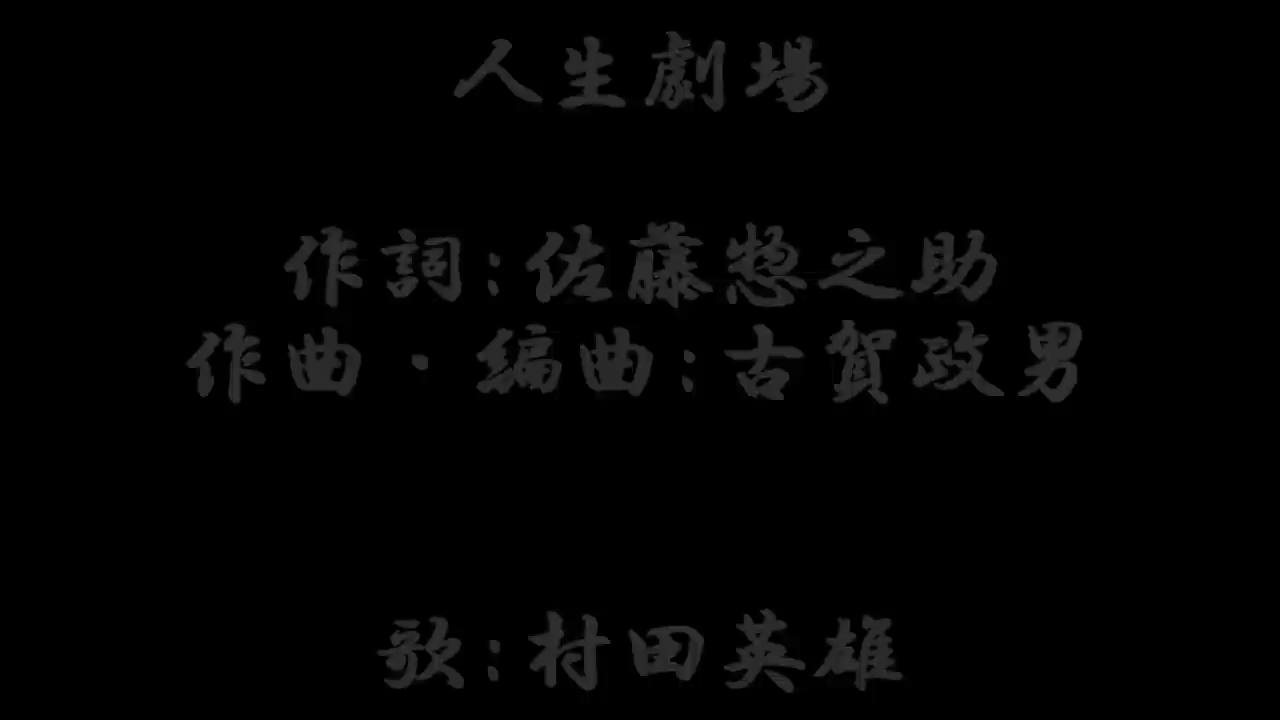 人生劇場
作詞:佐藤惣之助
作曲・編曲:古賀政男
歌:村田英雄